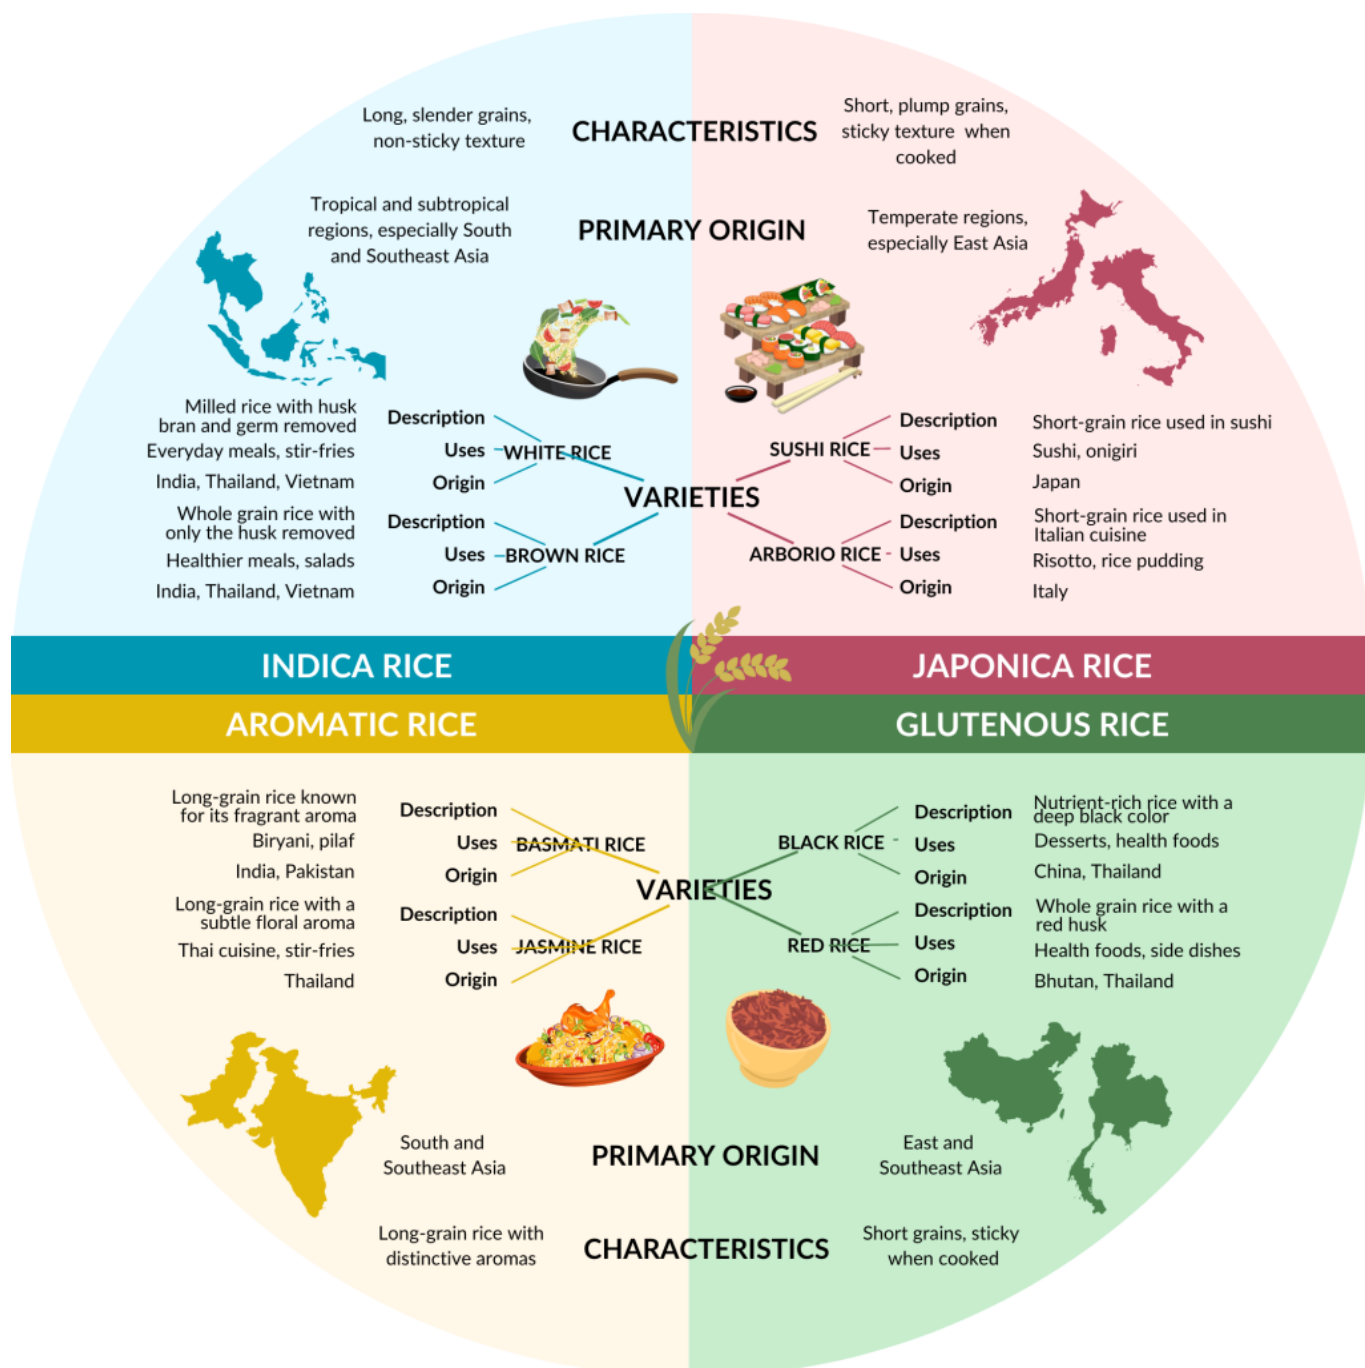 Long, slender grains,
non-sticky texture
CHARACTERISTICS
Short, plump grains,
sticky texture when
cooked
Tropical and subtropical
regions, especially South
and Southeast Asia
PRIMARY ORIGIN
Temperate regions,
especially East Asia
Milled rice with husk
bran and germ removed
Description
Everyday meals, stir-fries
Uses
WHITE RICE
India, Thailand, Vietnam
Origin
Whole grain rice with
only the husk removed
Description
Healthier meals, salads
Uses
BROWN RICE
India, Thailand, Vietnam
Origin
VARIETIES
SUSHI RICE
Description
Short-grain rice used in sushi
Uses
Sushi, onigiri
Origin
Japan
ARBORIO RICE
Description
Short-grain rice used in
Italian cuisine
Uses
Risotto, rice pudding
Origin
Italy
INDICA RICE
JAPONICA RICE
AROMATIC RICE
GLUTENOUS RICE
Long-grain rice known
for its fragrant aroma
Description
Biryani, pilaf
Uses
BASMATI RICE
India, Pakistan
Origin
Long-grain rice with a
subtle floral aroma
Description
Thai cuisine, stir-fries
Uses
JASMINE RICE
Thailand
Origin
VARIETIES
BLACK RICE
Description
Nutrient-rich rice with a
deep black color
Uses
Desserts, health foods
Origin
China, Thailand
RED RICE
Description
Whole grain rice with a
red husk
Uses
Health foods, side dishes
Origin
Bhutan, Thailand
South and
Southeast Asia
PRIMARY ORIGIN
East and
Southeast Asia
Long-grain rice with
distinctive aromas
CHARACTERISTICS
Short grains, sticky
when cooked